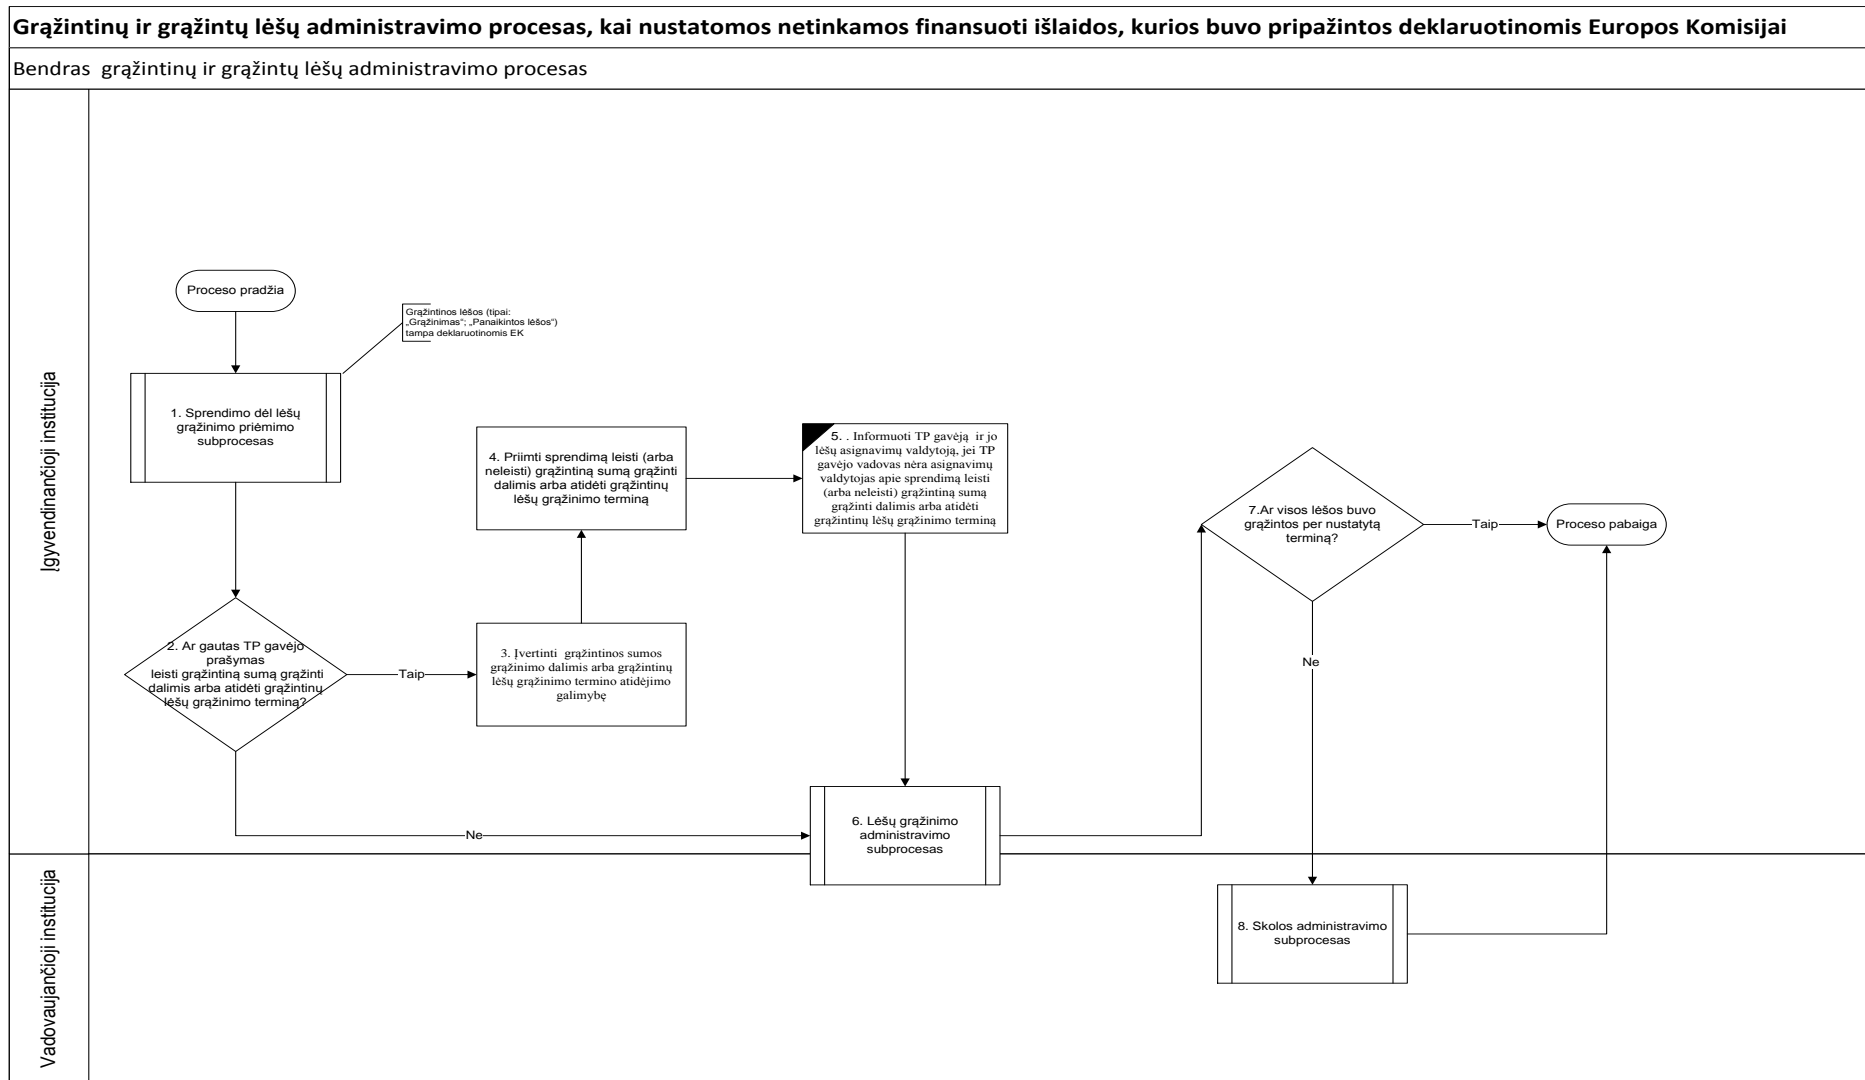 Grąžintinų ir grąžintų lėšų administravimo procesas, kai nustatomos netinkamos finansuoti išlaidos, kurios buvo pripažintos deklaruotinomis Europos Komisijai
Bendras  grąžintinų ir grąžintų lėšų administravimo procesas
Įgyvendinančioji institucija
Proceso pradžia
Grąžintinos lėšos (tipai:
„Grąžinimas“; „Panaikintos lėšos“)
tampa deklaruotinomis EK
1. Sprendimo dėl lėšų
grąžinimo priėmimo
subprocesas
2. Ar gautas TP gavėjo
prašymas
leisti grąžintiną sumą grąžinti
dalimis arba atidėti grąžintinų
lėšų grąžinimo terminą?
Taip
Ne
3. Įvertinti  grąžintinos sumos
grąžinimo dalimis arba grąžintinų
lėšų grąžinimo termino atidėjimo
galimybę
4. Priimti sprendimą leisti (arba
neleisti) grąžintiną sumą grąžinti
dalimis arba atidėti grąžintinų
lėšų grąžinimo terminą
5. . Informuoti TP gavėją  ir jo
lėšų asignavimų valdytoją, jei TP
gavėjo vadovas nėra asignavimų
valdytojas apie sprendimą leisti
(arba neleisti) grąžintiną sumą
grąžinti dalimis arba atidėti
grąžintinų lėšų grąžinimo terminą
6. Lėšų grąžinimo
administravimo
subprocesas
7.Ar visos lėšos buvo
grąžintos per nustatytą
terminą?
Taip
Proceso pabaiga
Ne
Vadovaujančioji institucija
8. Skolos administravimo
subprocesas